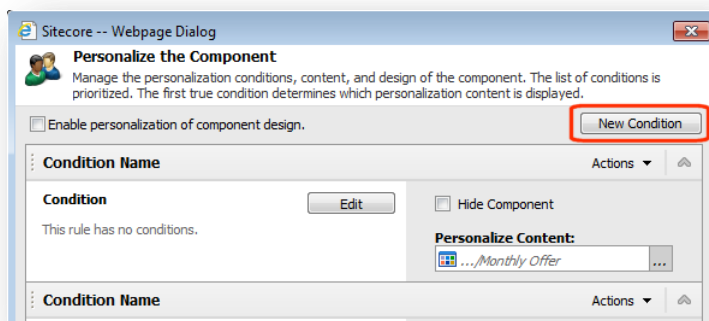 Sitecore -- Webpage Dialog
Personalize the Component
Manage the personalization conditions, content, and design of the component. The list of conditions is
prioritized. The first true condition determines which personalization content is displayed.
Enable personalization of component design.
New Condition
Condition Name
Actions
Condition
Edit
Hide Component
This rule has no conditions.
Personalize Content:
.../Monthly Offer
...
Condition Name
Actions